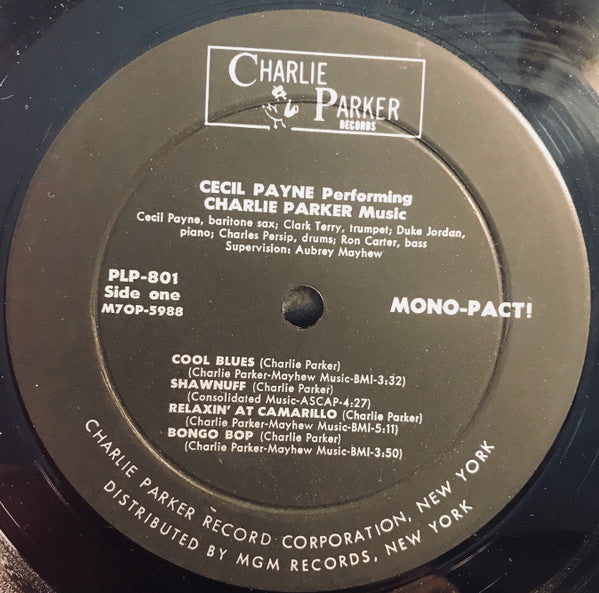 CHARLIE
PARKER
RECORDS
CECIL PAYNE Performing
CHARLIE PARKER Music
Cecil Payne, baritone sax; Clark Terry, trumpet; Duke Jordan,
piano; Charles Persip, drums; Ron Carter, bass
Supervision: Aubrey Mayhew
PLP-801
Side one
M7OP-5988
MONO-PACT!
COOL BLUES (Charlie Parker)
(Charlie Parker-Mayhew Music-BMI-3:32)
SHAWNUFF (Charlie Parker)
(Consolidated Music-ASCAP-4:27)
RELAXIN' AT CAMARILLO (Charlie Parker)
(Charlie Parker-Mayhew Music-BMI-5:11)
BONGO BOP (Charlie Parker)
(Charlie Parker-Mayhew Music-BMI-3:50)
CHARLIE PARKER RECORD CORPORATION, NEW YORK
DISTRIBUTED BY MGM RECORDS, NEW YORK